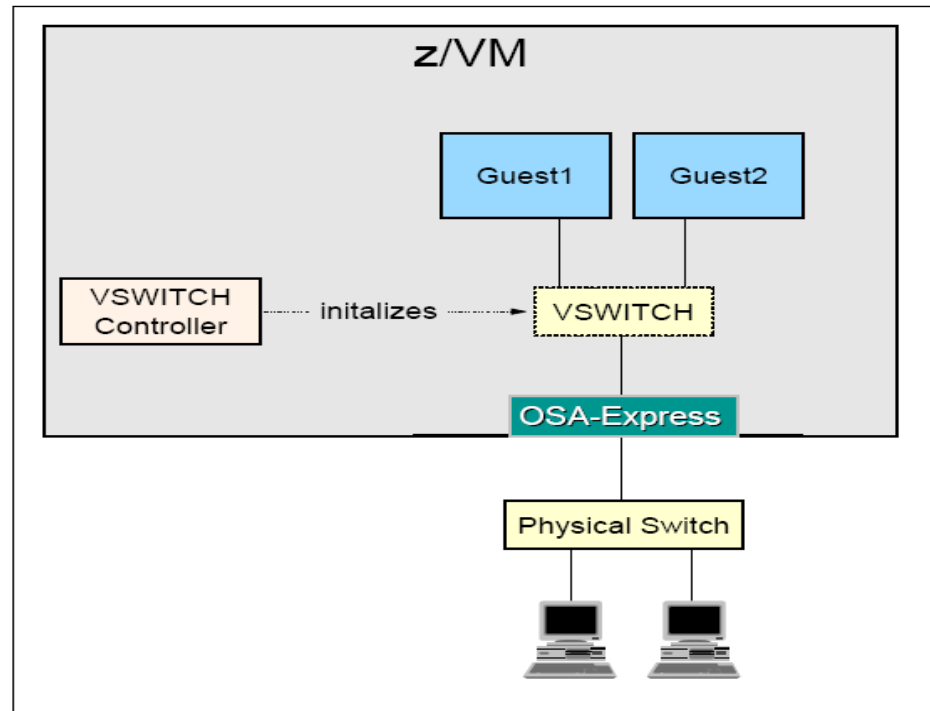 z/VM
Guest1
Guest2
VSWITCH
Controller
initalizes
VSWITCH
OSA-Express
Physical Switch